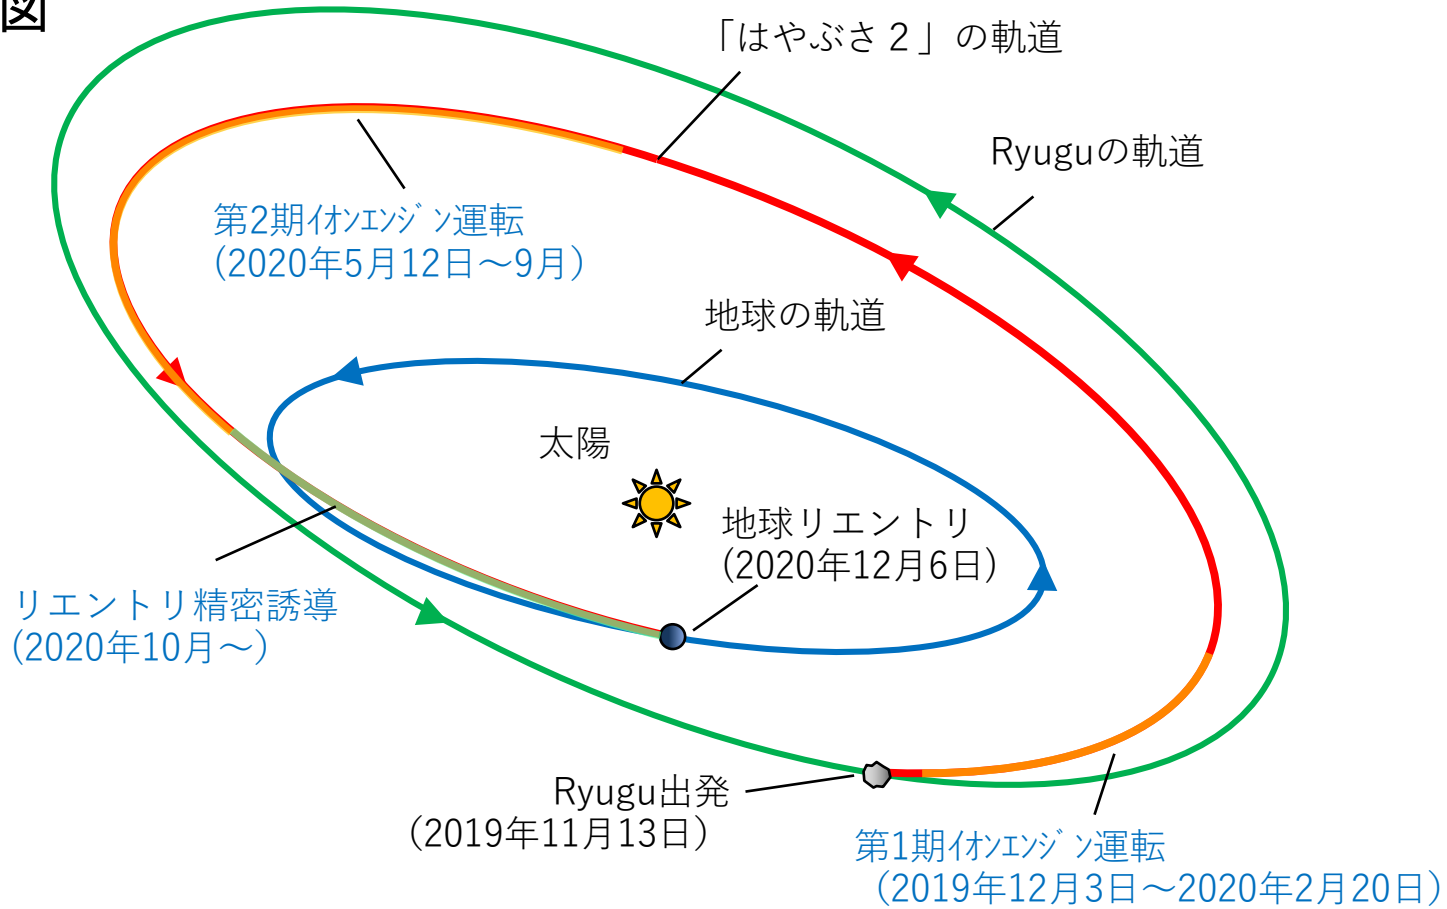 図
「はやぶさ２」の軌道
Ryuguの軌道
第2期ｲｵﾝｴﾝｼﾞﾝ運転
(2020年5月12日～9月)
地球の軌道
太陽
地球リエントリ
(2020年12月6日)
リエントリ精密誘導
(2020年10月～)
Ryugu出発
(2019年11月13日)
第1期ｲｵﾝｴﾝｼﾞﾝ運転
(2019年12月3日～2020年2月20日)